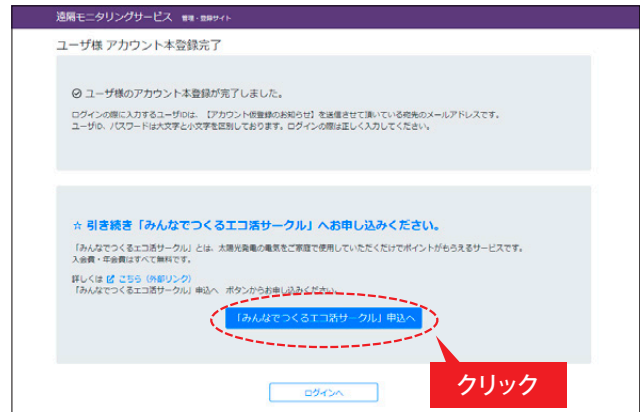 遠隔モニタリングサービス 管理・登録サイト
ユーザ様 アカウント本登録完了
ユーザ様のアカウント本登録が完了しました。
ログインの際に入力するユーザIDは、【アカウント仮登録のお知らせ】を送信させて頂いている宛先のメールアドレスです。
ユーザID、パスワードは大文字と小文字を区別しております。ログインの際は正しく入力してください。
☆ 引き続き「みんなでつくるエコ活サークル」へお申し込みください。
「みんなでつくるエコ活サークル」とは、太陽光発電の電気をご家庭で使用していただくだけでポイントがもらえるサービスです。
入会費・年会費はすべて無料です。
詳しくは こちら（外部リンク）
「みんなでつくるエコ活サークル」申込へ ボタンからお申し込みください。
「みんなでつくるエコ活サークル」申込へ
クリック
ログインへ